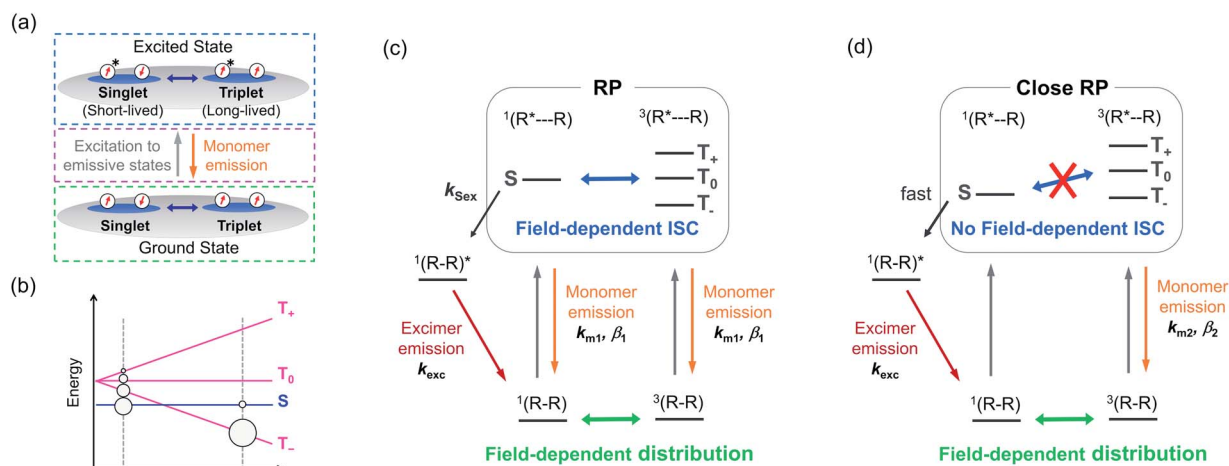 (a)
Excited State
*
*
Singlet
Triplet
(Short-lived)
(Long-lived)
Excitation to
emissive states
Monomer
emission
Singlet
Triplet
Ground State
(b)
Energy
T+
T0
S
T−
(c)
RP
¹(R*---R)
³(R*---R)
T+
T0
T-
S
kSex
Field-dependent ISC
¹(R-R)*
Excimer
emission
kexc
Monomer
emission
km1, β1
Monomer
emission
km1, β1
¹(R-R)
³(R-R)
Field-dependent distribution
(d)
Close RP
¹(R*--R)
³(R*--R)
T+
T0
T-
S
fast
No Field-dependent ISC
¹(R-R)*
Excimer
emission
kexc
Monomer
emission
km2, β2
¹(R-R)
³(R-R)
Field-dependent distribution